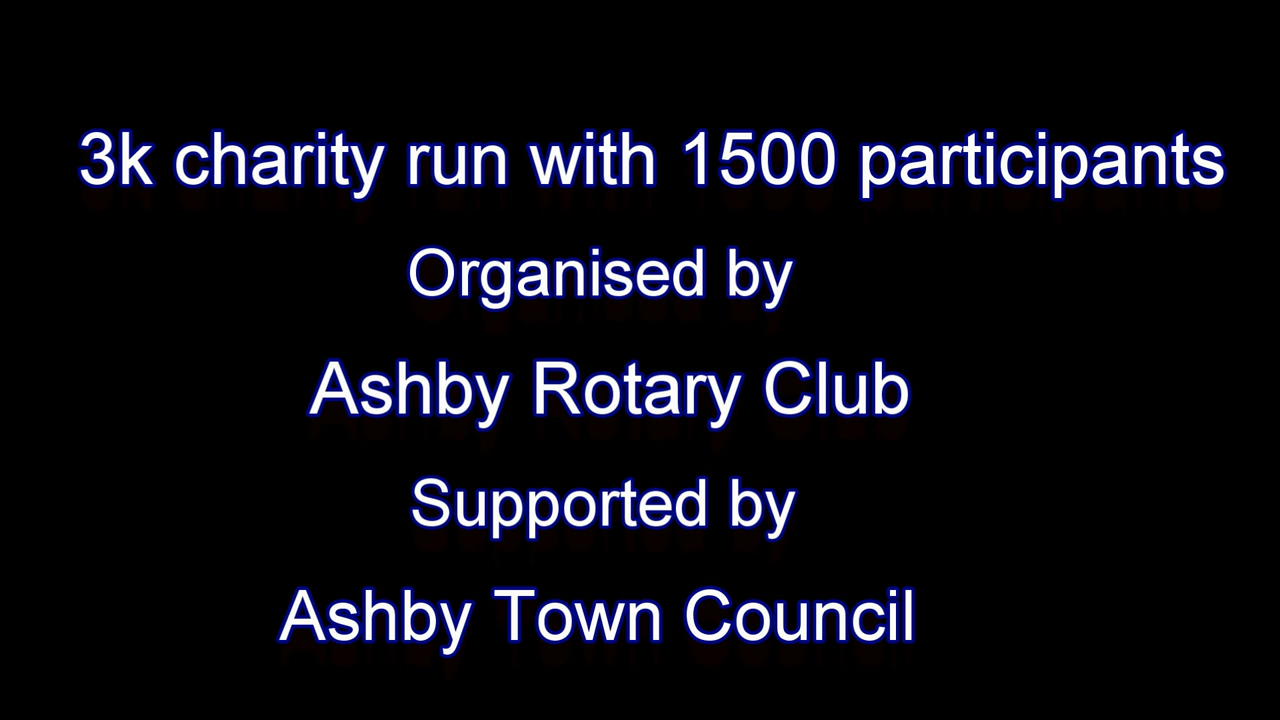 3k charity run with 1500 participants
Organised by
Ashby Rotary Club
Supported by
Ashby Town Council